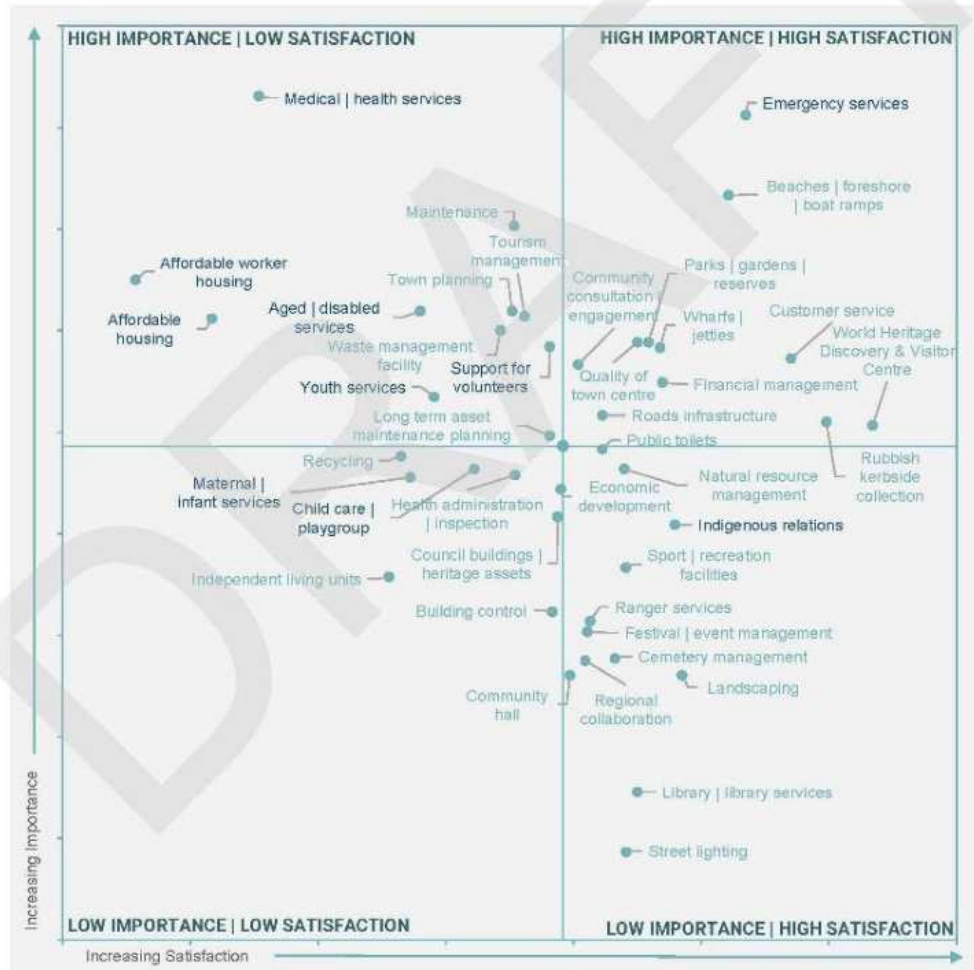 HIGH IMPORTANCE | LOW SATISFACTION
HIGH IMPORTANCE | HIGH SATISFACTION
Medical | health services
Emergency services
Beaches | foreshore
| boat ramps
Maintenance
Tourism
management
Town planning
Community
consultation
engagement
Parks | gardens |
reserves
Affordable worker
housing
Affordable
housing
Aged | disabled
services
Waste management
facility
Support for
volunteers
Youth services
Wharfs |
jetties
Customer service
World Heritage
Discovery & Visitor
Centre
Quality of
town centre
Financial management
Long term asset
maintenance planning
Roads infrastructure
Public toilets
Rubbish
kerbside
collection
Recycling
Maternal |
infant services
Child care |
playgroup
Health administration
| inspection
Economic
development
Natural resource
management
Indigenous relations
Council buildings |
heritage assets
Sport | recreation
facilities
Independent living units
Building control
Ranger services
Festival | event management
Cemetery management
Community
hall
Regional
collaboration
Landscaping
Library | library services
Street lighting
LOW IMPORTANCE | LOW SATISFACTION
LOW IMPORTANCE | HIGH SATISFACTION
Increasing Importance
Increasing Satisfaction
DRAF